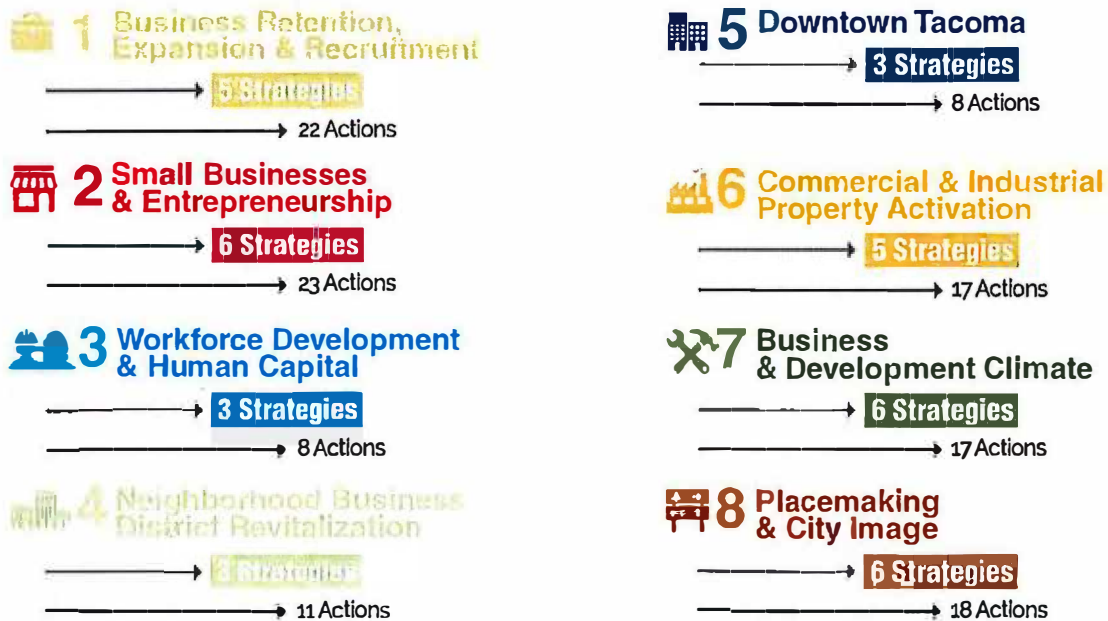 1 Business Retention,
Expansion & Recruitment
5 Strategies
22 Actions
2 Small Businesses
& Entrepreneurship
6 Strategies
23 Actions
3 Workforce Development
& Human Capital
3 Strategies
8 Actions
4 Neighborhood Business
District Revitalization
3 Strategies
11 Actions
5 Downtown Tacoma
3 Strategies
8 Actions
6 Commercial & Industrial
Property Activation
5 Strategies
17 Actions
7 Business
& Development Climate
6 Strategies
17 Actions
8 Placemaking
& City Image
6 Strategies
18 Actions